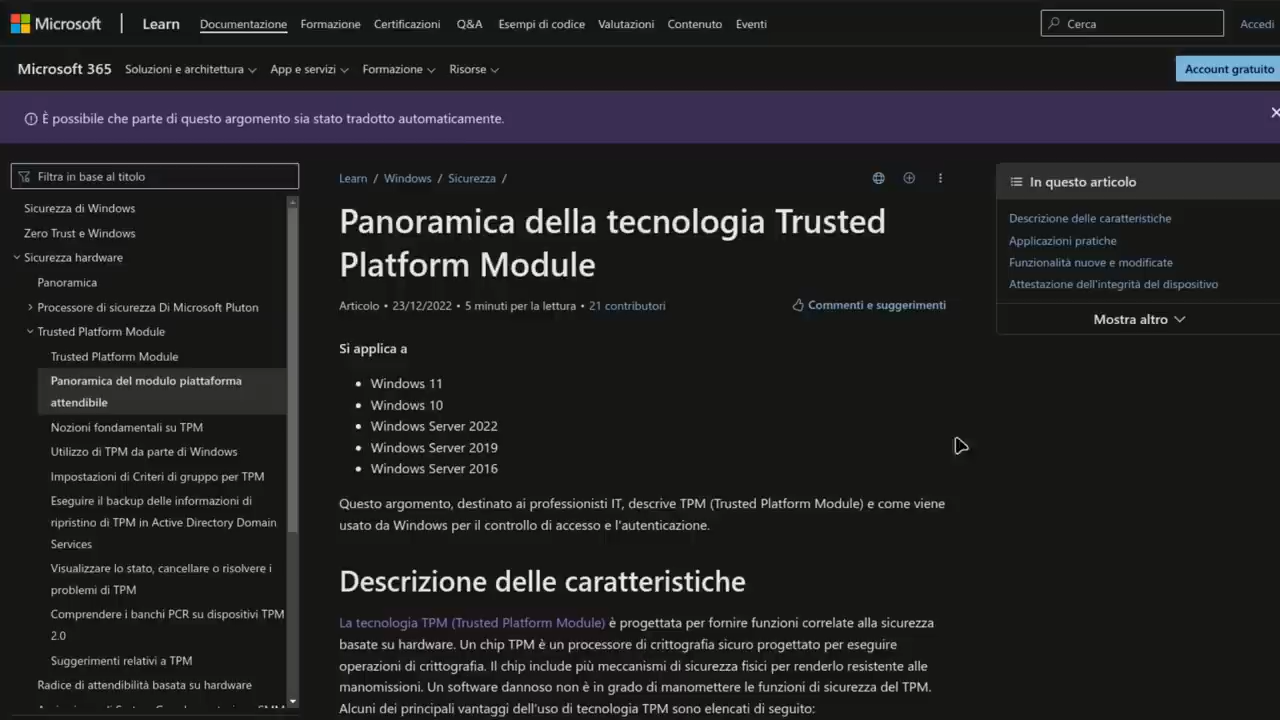 Microsoft
Learn
Documentazione
Formazione
Certificazioni
Q&A
Esempi di codice
Valutazioni
Contenuto
Eventi
Cerca
Accedi
Microsoft 365
Soluzioni e architettura
App e servizi
Formazione
Risorse
Account gratuito
È possibile che parte di questo argomento sia stato tradotto automaticamente.
Filtra in base al titolo
Sicurezza di Windows
Zero Trust e Windows
Sicurezza hardware
Panoramica
Processore di sicurezza Di Microsoft Pluton
Trusted Platform Module
Trusted Platform Module
Panoramica del modulo piattaforma
attendibile
Nozioni fondamentali su TPM
Utilizzo di TPM da parte di Windows
Impostazioni di Criteri di gruppo per TPM
Eseguire il backup delle informazioni di
ripristino di TPM in Active Directory Domain
Services
Visualizzare lo stato, cancellare o risolvere i
problemi di TPM
Comprendere i banchi PCR su dispositivi TPM
2.0
Suggerimenti relativi a TPM
Radice di attendibilità basata su hardware
Learn / Windows / Sicurezza /
Panoramica della tecnologia Trusted
Platform Module
Articolo • 23/12/2022 • 5 minuti per la lettura • 21 contributori
Commenti e suggerimenti
Si applica a
• Windows 11
• Windows 10
• Windows Server 2022
• Windows Server 2019
• Windows Server 2016
Questo argomento, destinato ai professionisti IT, descrive TPM (Trusted Platform Module) e come viene
usato da Windows per il controllo di accesso e l'autenticazione.
Descrizione delle caratteristiche
La tecnologia TPM (Trusted Platform Module) è progettata per fornire funzioni correlate alla sicurezza
basate su hardware. Un chip TPM è un processore di crittografia sicuro progettato per eseguire
operazioni di crittografia. Il chip include più meccanismi di sicurezza fisici per renderlo resistente alle
manomissioni. Un software dannoso non è in grado di manomettere le funzioni di sicurezza del TPM.
Alcuni dei principali vantaggi dell'uso di tecnologia TPM sono elencati di seguito:
In questo articolo
Descrizione delle caratteristiche
Applicazioni pratiche
Funzionalità nuove e modificate
Attestazione dell'integrità del dispositivo
Mostra altro